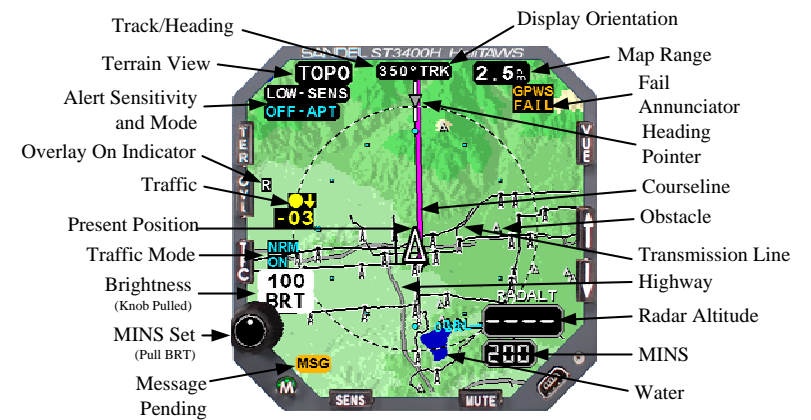 Track/Heading
Display Orientation
Terrain View
Map Range
Alert Sensitivity
and Mode
Fail
Annunciator
Heading
Pointer
Overlay On Indicator
Traffic
Courseline
Present Position
Obstacle
Traffic Mode
Transmission Line
Brightness
(Knob Pulled)
Highway
MINS Set
(Pull BRT)
Radar Altitude
MINS
Message
Pending
Water
SANDEL ST3400H HeliTAWS
TOPO
350°TRK
2.5
LOW-SENS
OFF-APT
GPWS
FAIL
TER
VUE
R
-03
NRM
ON
100
BRT
RADALT
----
200
MSG
M
SENS
MUTE